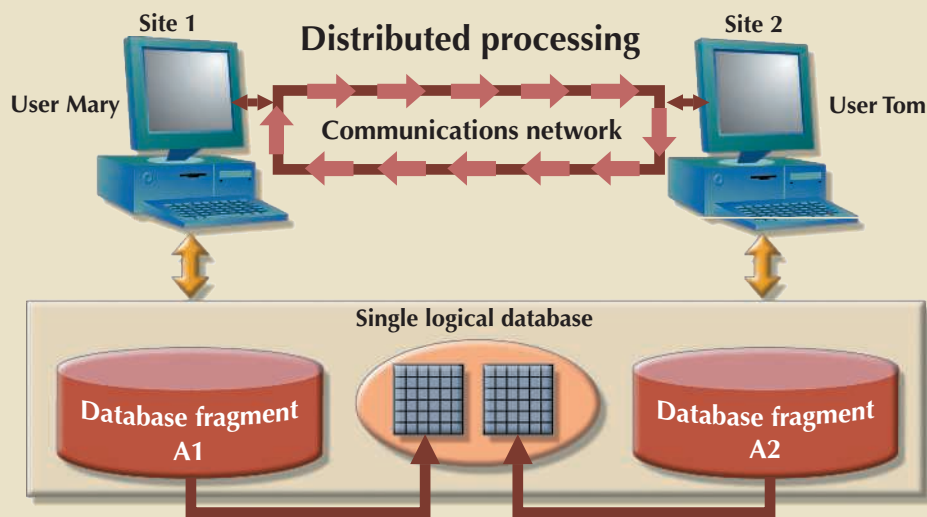 Site 1
Distributed processing
Site 2
User Mary
Communications network
User Tom
Single logical database
Database fragment
A1
Database fragment
A2